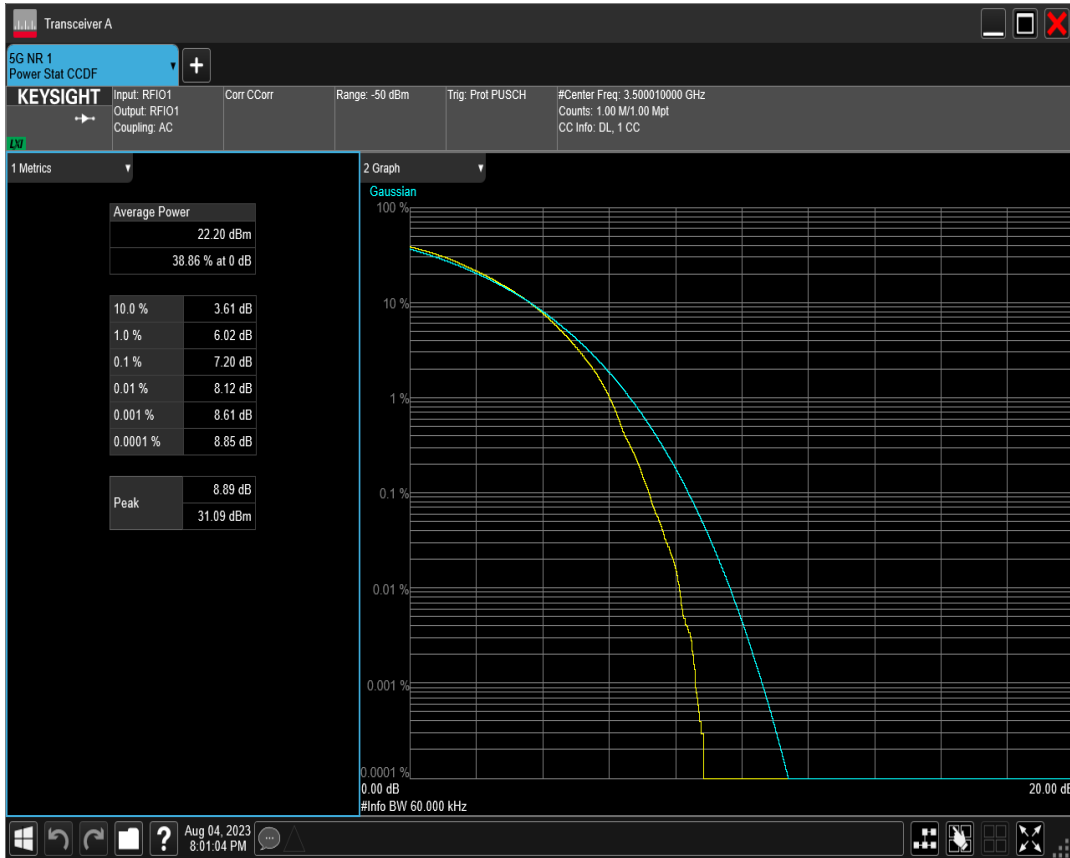 Transceiver A
5G NR 1
Power Stat CCDF
+
KEYSIGHT
LXI
Input: RFIO1
Output: RFIO1
Coupling: AC
Corr CCorr
Range: -50 dBm
Trig: Prot PUSCH
#Center Freq: 3.500010000 GHz
Counts: 1.00 M/1.00 Mpt
CC Info: DL, 1 CC
1 Metrics
Average Power
22.20 dBm
38.86 % at 0 dB
10.0 % 3.61 dB
1.0 % 6.02 dB
0.1 % 7.20 dB
0.01 % 8.12 dB
0.001 % 8.61 dB
0.0001 % 8.85 dB
Peak 8.89 dB
31.09 dBm
2 Graph
Gaussian
100 %
10 %
1 %
0.1 %
0.01 %
0.001 %
0.0001 %
0.00 dB 20.00 dB
#Info BW 60.000 kHz
? Aug 04, 2023
8:01:04 PM